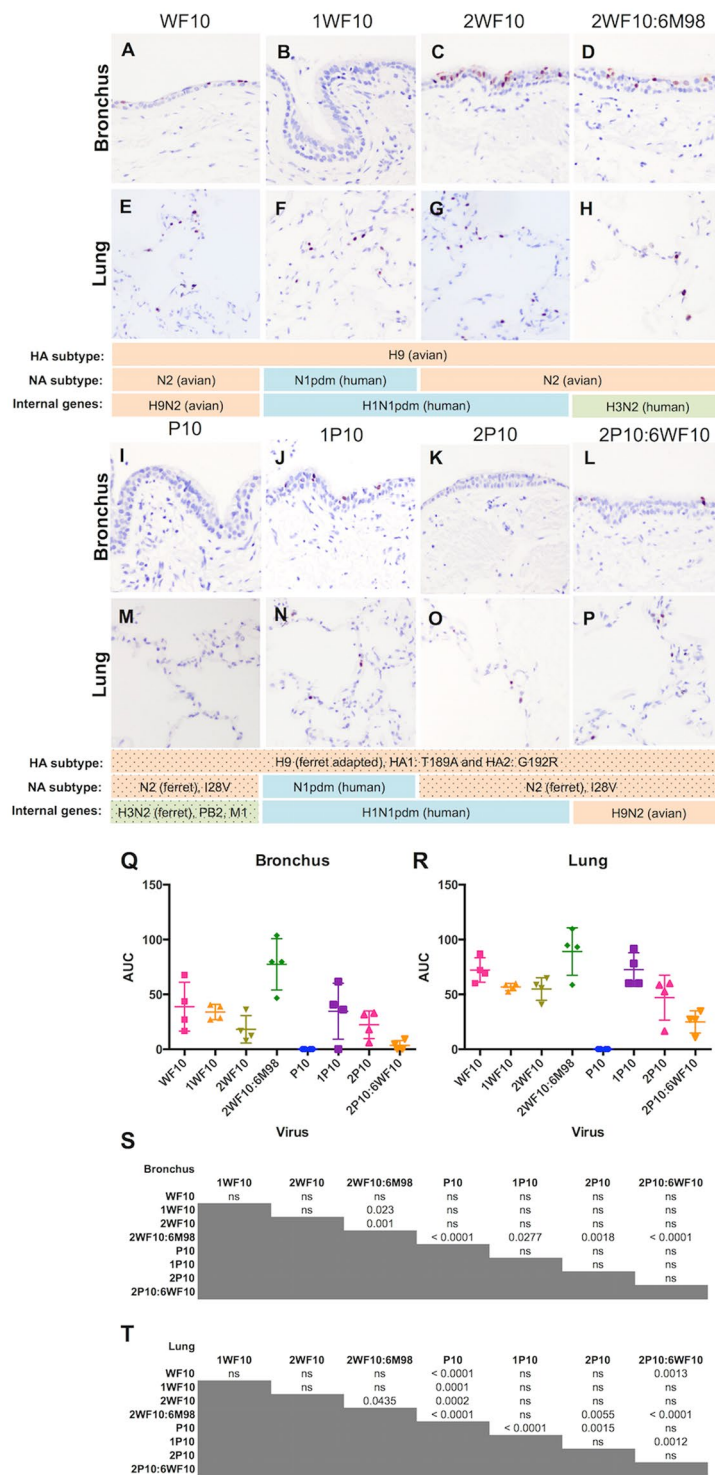 WF10 1WF10 2WF10 2WF10:6M98
Bronchus
A B C D
Lung
E F G H
HA subtype: H9 (avian)
NA subtype: N2 (avian) N1pdm (human) N2 (avian)
Internal genes: H9N2 (avian) H1N1pdm (human) H3N2 (human)
P10 1P10 2P10 2P10:6WF10
Bronchus
I J K L
Lung
M N O P
HA subtype: H9 (ferret adapted), HA1: T189A and HA2: G192R
NA subtype: N2 (ferret), I28V N1pdm (human) N2 (ferret), I28V
Internal genes: H3N2 (ferret), PB2, M1 H1N1pdm (human) H9N2 (avian)
Q Bronchus
150
100
50
0
AUC
WF10 1WF10 2WF10 2WF10:6M98 P10 1P10 2P10 2P10:6WF10
Virus
R Lung
150
100
50
0
AUC
WF10 1WF10 2WF10 2WF10:6M98 P10 1P10 2P10 2P10:6WF10
Virus
S
Bronchus
1WF10 2WF10 2WF10:6M98 P10 1P10 2P10 2P10:6WF10
WF10 ns ns ns ns ns ns ns
1WF10 ns 0.023 ns ns ns ns
2WF10 0.001 ns ns ns ns
2WF10:6M98 < 0.0001 0.0277 0.0018 < 0.0001
P10 ns ns ns
1P10 ns ns
2P10 ns
2P10:6WF10
T
Lung
1WF10 2WF10 2WF10:6M98 P10 1P10 2P10 2P10:6WF10
WF10 ns ns ns < 0.0001 ns ns 0.0013
1WF10 ns ns 0.0001 ns ns ns
2WF10 0.0435 0.0002 ns ns ns
2WF10:6M98 < 0.0001 ns 0.0055 < 0.0001
P10 < 0.0001 0.0015 ns
1P10 ns 0.0012
2P10 ns
2P10:6WF10